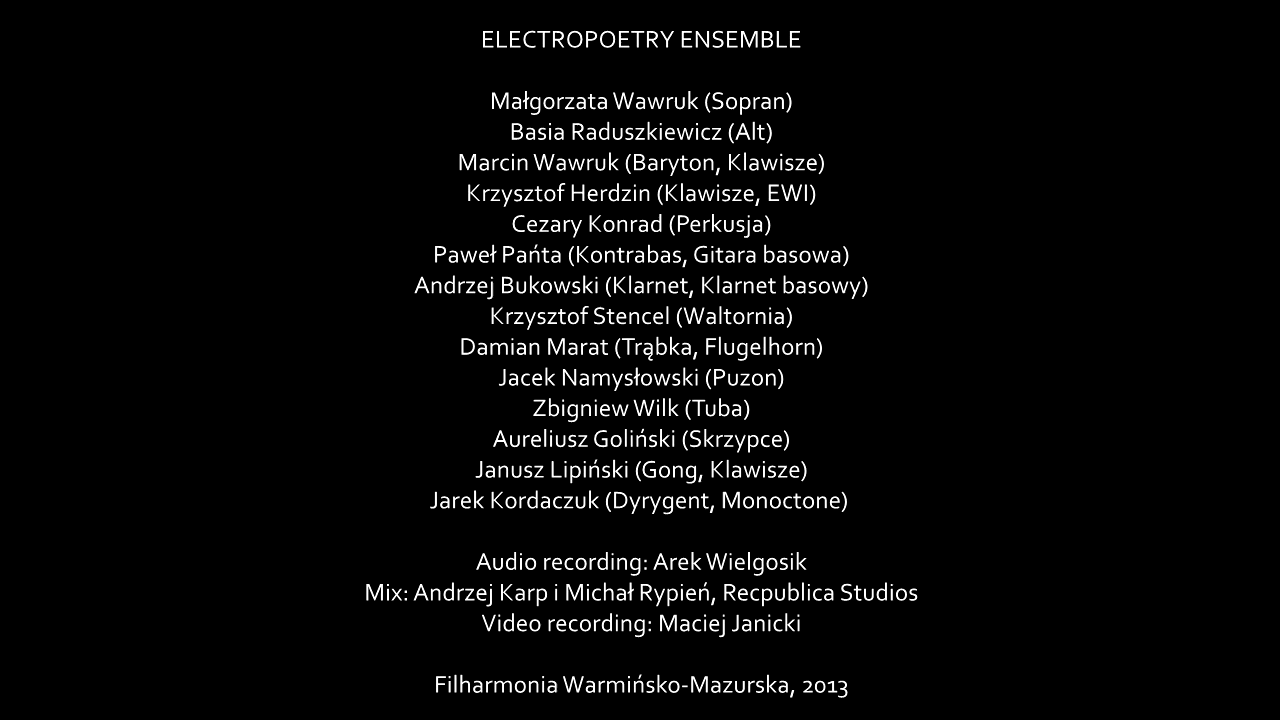 ELECTROPOETRY ENSEMBLE
Małgorzata Wawruk (Sopran)
Basia Raduszkiewicz (Alt)
Marcin Wawruk (Baryton, Klawisze)
Krzysztof Herdzin (Klawisze, EWI)
Cezary Konrad (Perkusja)
Paweł Pańta (Kontrabas, Gitara basowa)
Andrzej Bukowski (Klarnet, Klarnet basowy)
Krzysztof Stencel (Waltornia)
Damian Marat (Trąbka, Flugelhorn)
Jacek Namysłowski (Puzon)
Zbigniew Wilk (Tuba)
Aureliusz Goliński (Skrzypce)
Janusz Lipiński (Gong, Klawisze)
Jarek Kordaczuk (Dyrygent, Monoctone)
Audio recording: Arek Wielgosik
Mix: Andrzej Karp i Michał Rypień, Recpublica Studios
Video recording: Maciej Janicki
Filharmonia Warmińsko-Mazurska, 2013